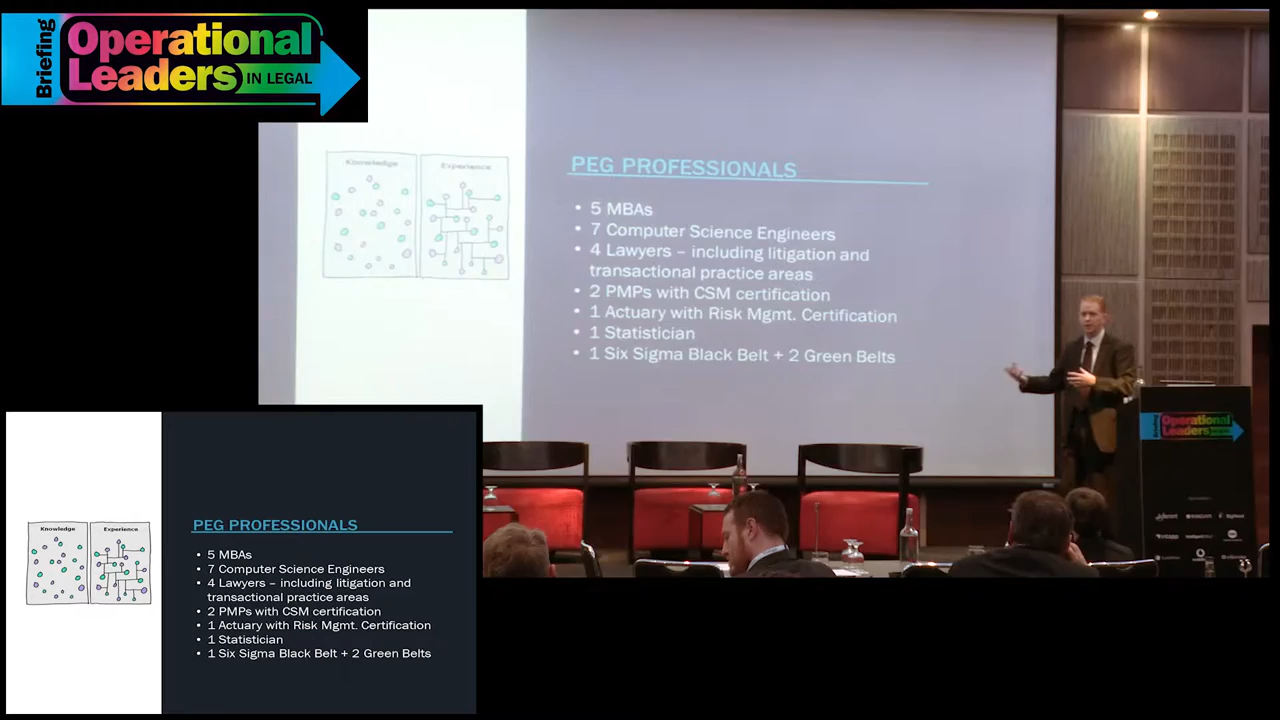 Briefing
Operational
Leaders
IN LEGAL
Knowledge
Experience
PEG PROFESSIONALS
• 5 MBAs
• 7 Computer Science Engineers
• 4 Lawyers – including litigation and
transactional practice areas
• 2 PMPs with CSM certification
• 1 Actuary with Risk Mgmt. Certification
• 1 Statistician
• 1 Six Sigma Black Belt + 2 Green Belts
Briefing
Operational
Leaders
IN LEGAL
Knowledge
Experience
PEG PROFESSIONALS
• 5 MBAs
• 7 Computer Science Engineers
• 4 Lawyers – including litigation and
transactional practice areas
• 2 PMPs with CSM certification
• 1 Actuary with Risk Mgmt. Certification
• 1 Statistician
• 1 Six Sigma Black Belt + 2 Green Belts